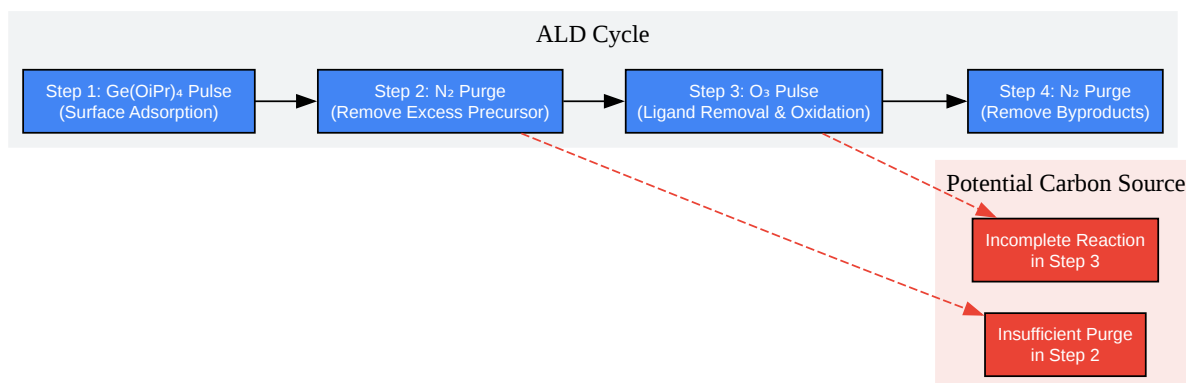 ALD Cycle
Step 1: Ge(OiPr)₄ Pulse
(Surface Adsorption)
Step 2: N₂ Purge
(Remove Excess Precursor)
Step 3: O₃ Pulse
(Ligand Removal & Oxidation)
Step 4: N₂ Purge
(Remove Byproducts)
Potential Carbon Source
Incomplete Reaction
in Step 3
Insufficient Purge
in Step 2